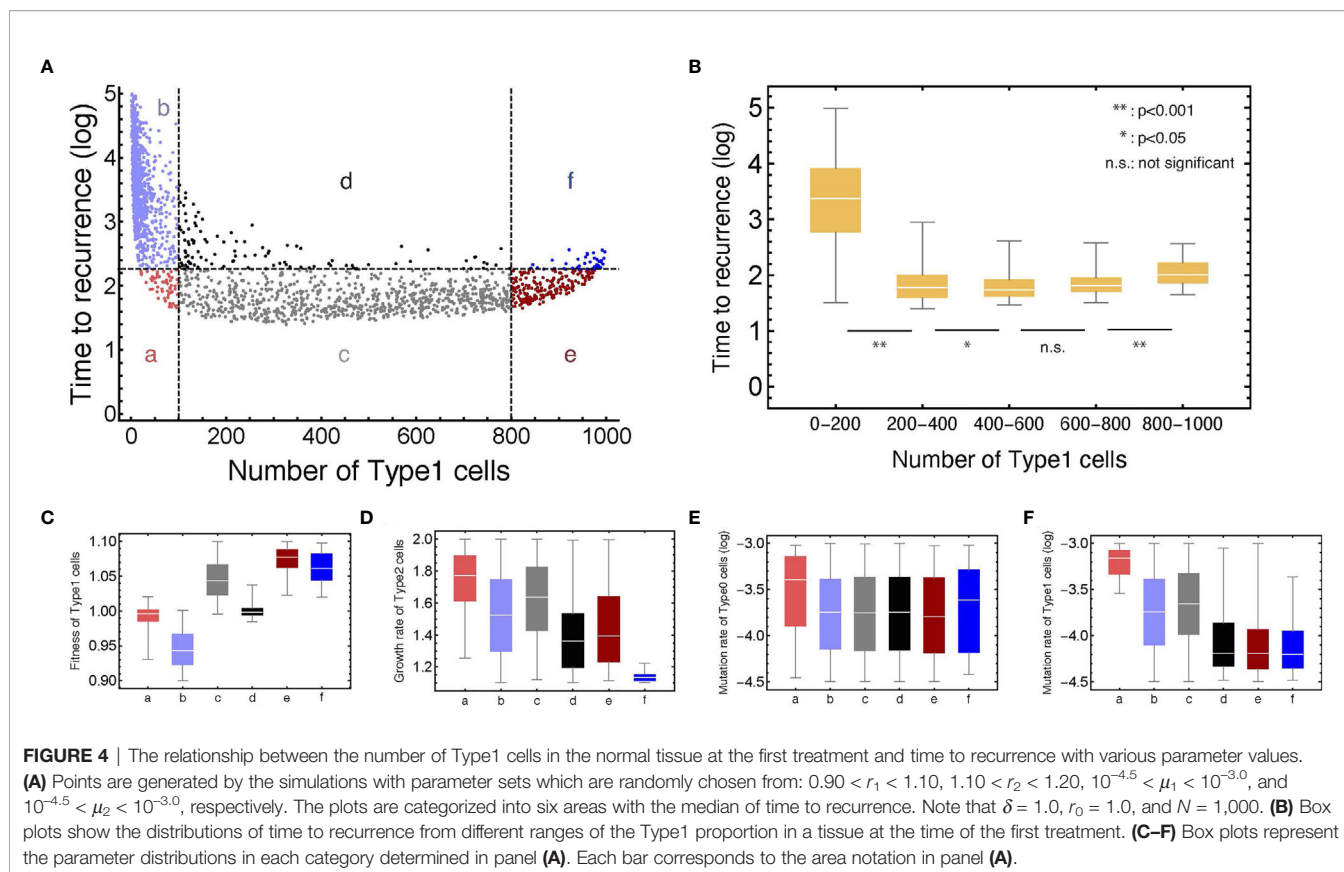 A
Time to recurrence (log)
5
4
3
2
1
0
b
d
f
a
c
e
0
200
400
600
800
1000
Number of Type1 cells
B
Time to recurrence (log)
5
4
3
2
1
0
** : p<0.001
* : p<0.05
n.s.: not significant
**
*
n.s.
**
0−200
200−400
400−600
600−800
800−1000
Number of Type1 cells
C
Fitness of Type1 cells
1.10
1.05
1.00
0.95
0.90
a b c d e f
D
Growth rate of Type2 cells
2.0
1.8
1.6
1.4
1.2
a b c d e f
E
Mutation rate of Type0 cells (log)
−3.0
−3.5
−4.0
−4.5
a b c d e f
F
Mutation rate of Type1 cells (log)
−3.0
−3.5
−4.0
−4.5
a b c d e f
FIGURE 4 | The relationship between the number of Type1 cells in the normal tissue at the first treatment and time to recurrence with various parameter values.
(A) Points are generated by the simulations with parameter sets which are randomly chosen from: 0.90 < r₁ < 1.10, 1.10 < r₂ < 1.20, 10⁻⁴·⁵ < μ₁ < 10⁻³·⁰, and
10⁻⁴·⁵ < μ₂ < 10⁻³·⁰, respectively. The plots are categorized into six areas with the median of time to recurrence. Note that δ = 1.0, r₀ = 1.0, and N = 1,000. (B) Box
plots show the distributions of time to recurrence from different ranges of the Type1 proportion in a tissue at the time of the first treatment. (C–F) Box plots represent
the parameter distributions in each category determined in panel (A). Each bar corresponds to the area notation in panel (A).